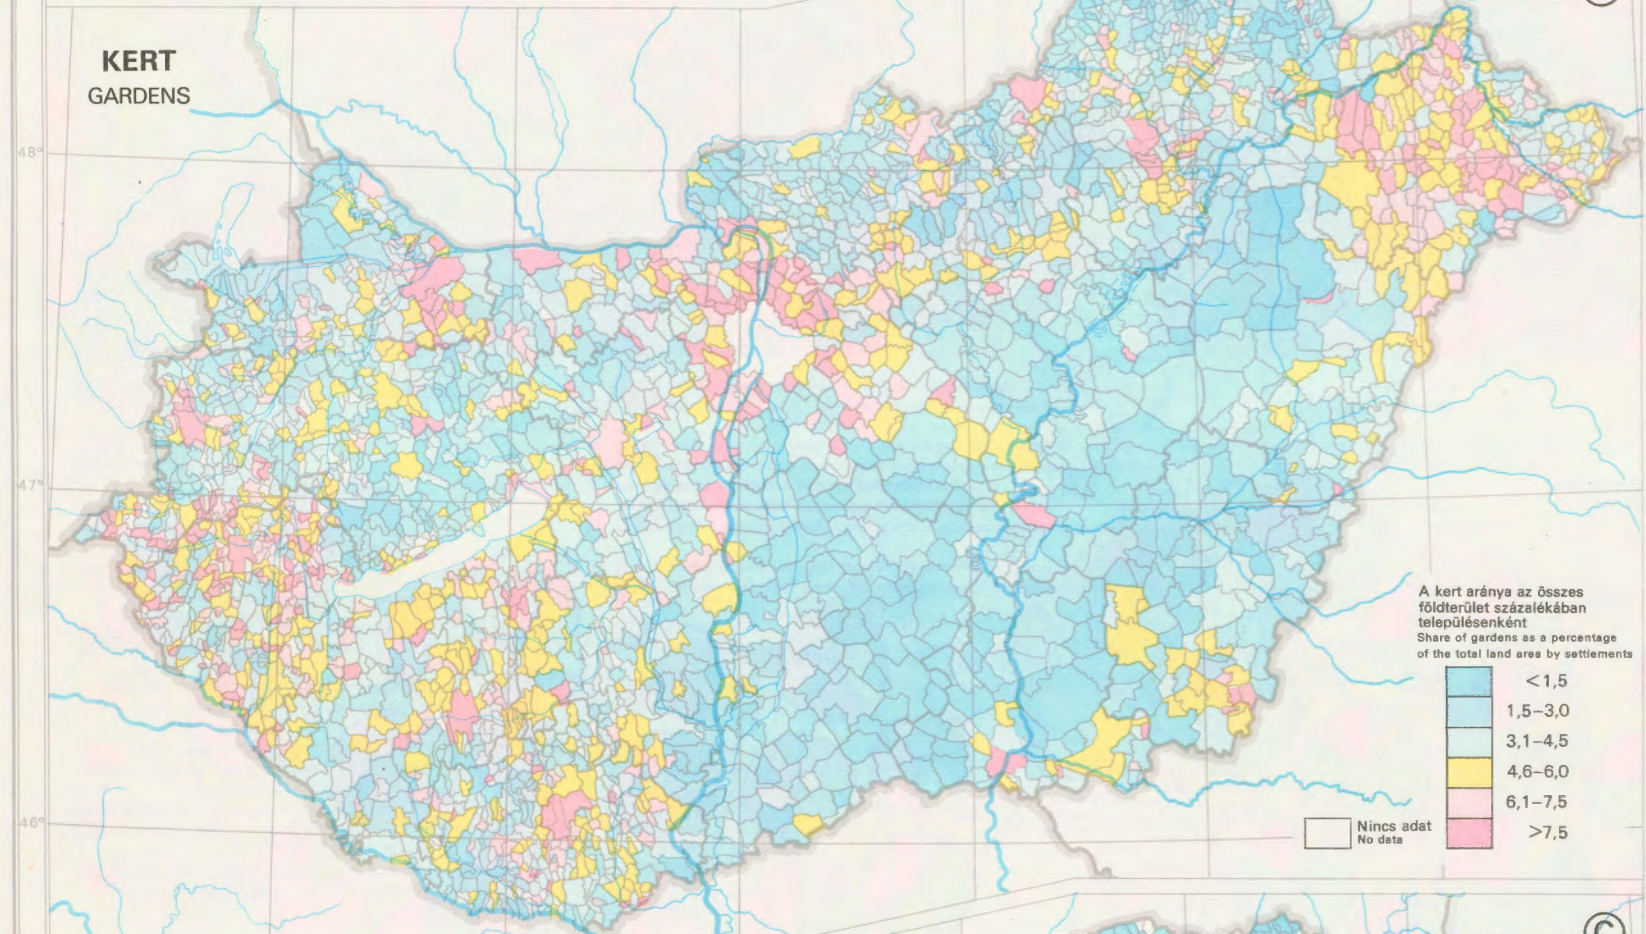 KERT
GARDENS
48°
47°
46°
A kert aránya az összes
földterület százalékában
településenként
Share of gardens as a percentage
of the total land area by settlements
<1,5
1,5–3,0
3,1–4,5
4,6–6,0
6,1–7,5
>7,5
Nincs adat
No data
C